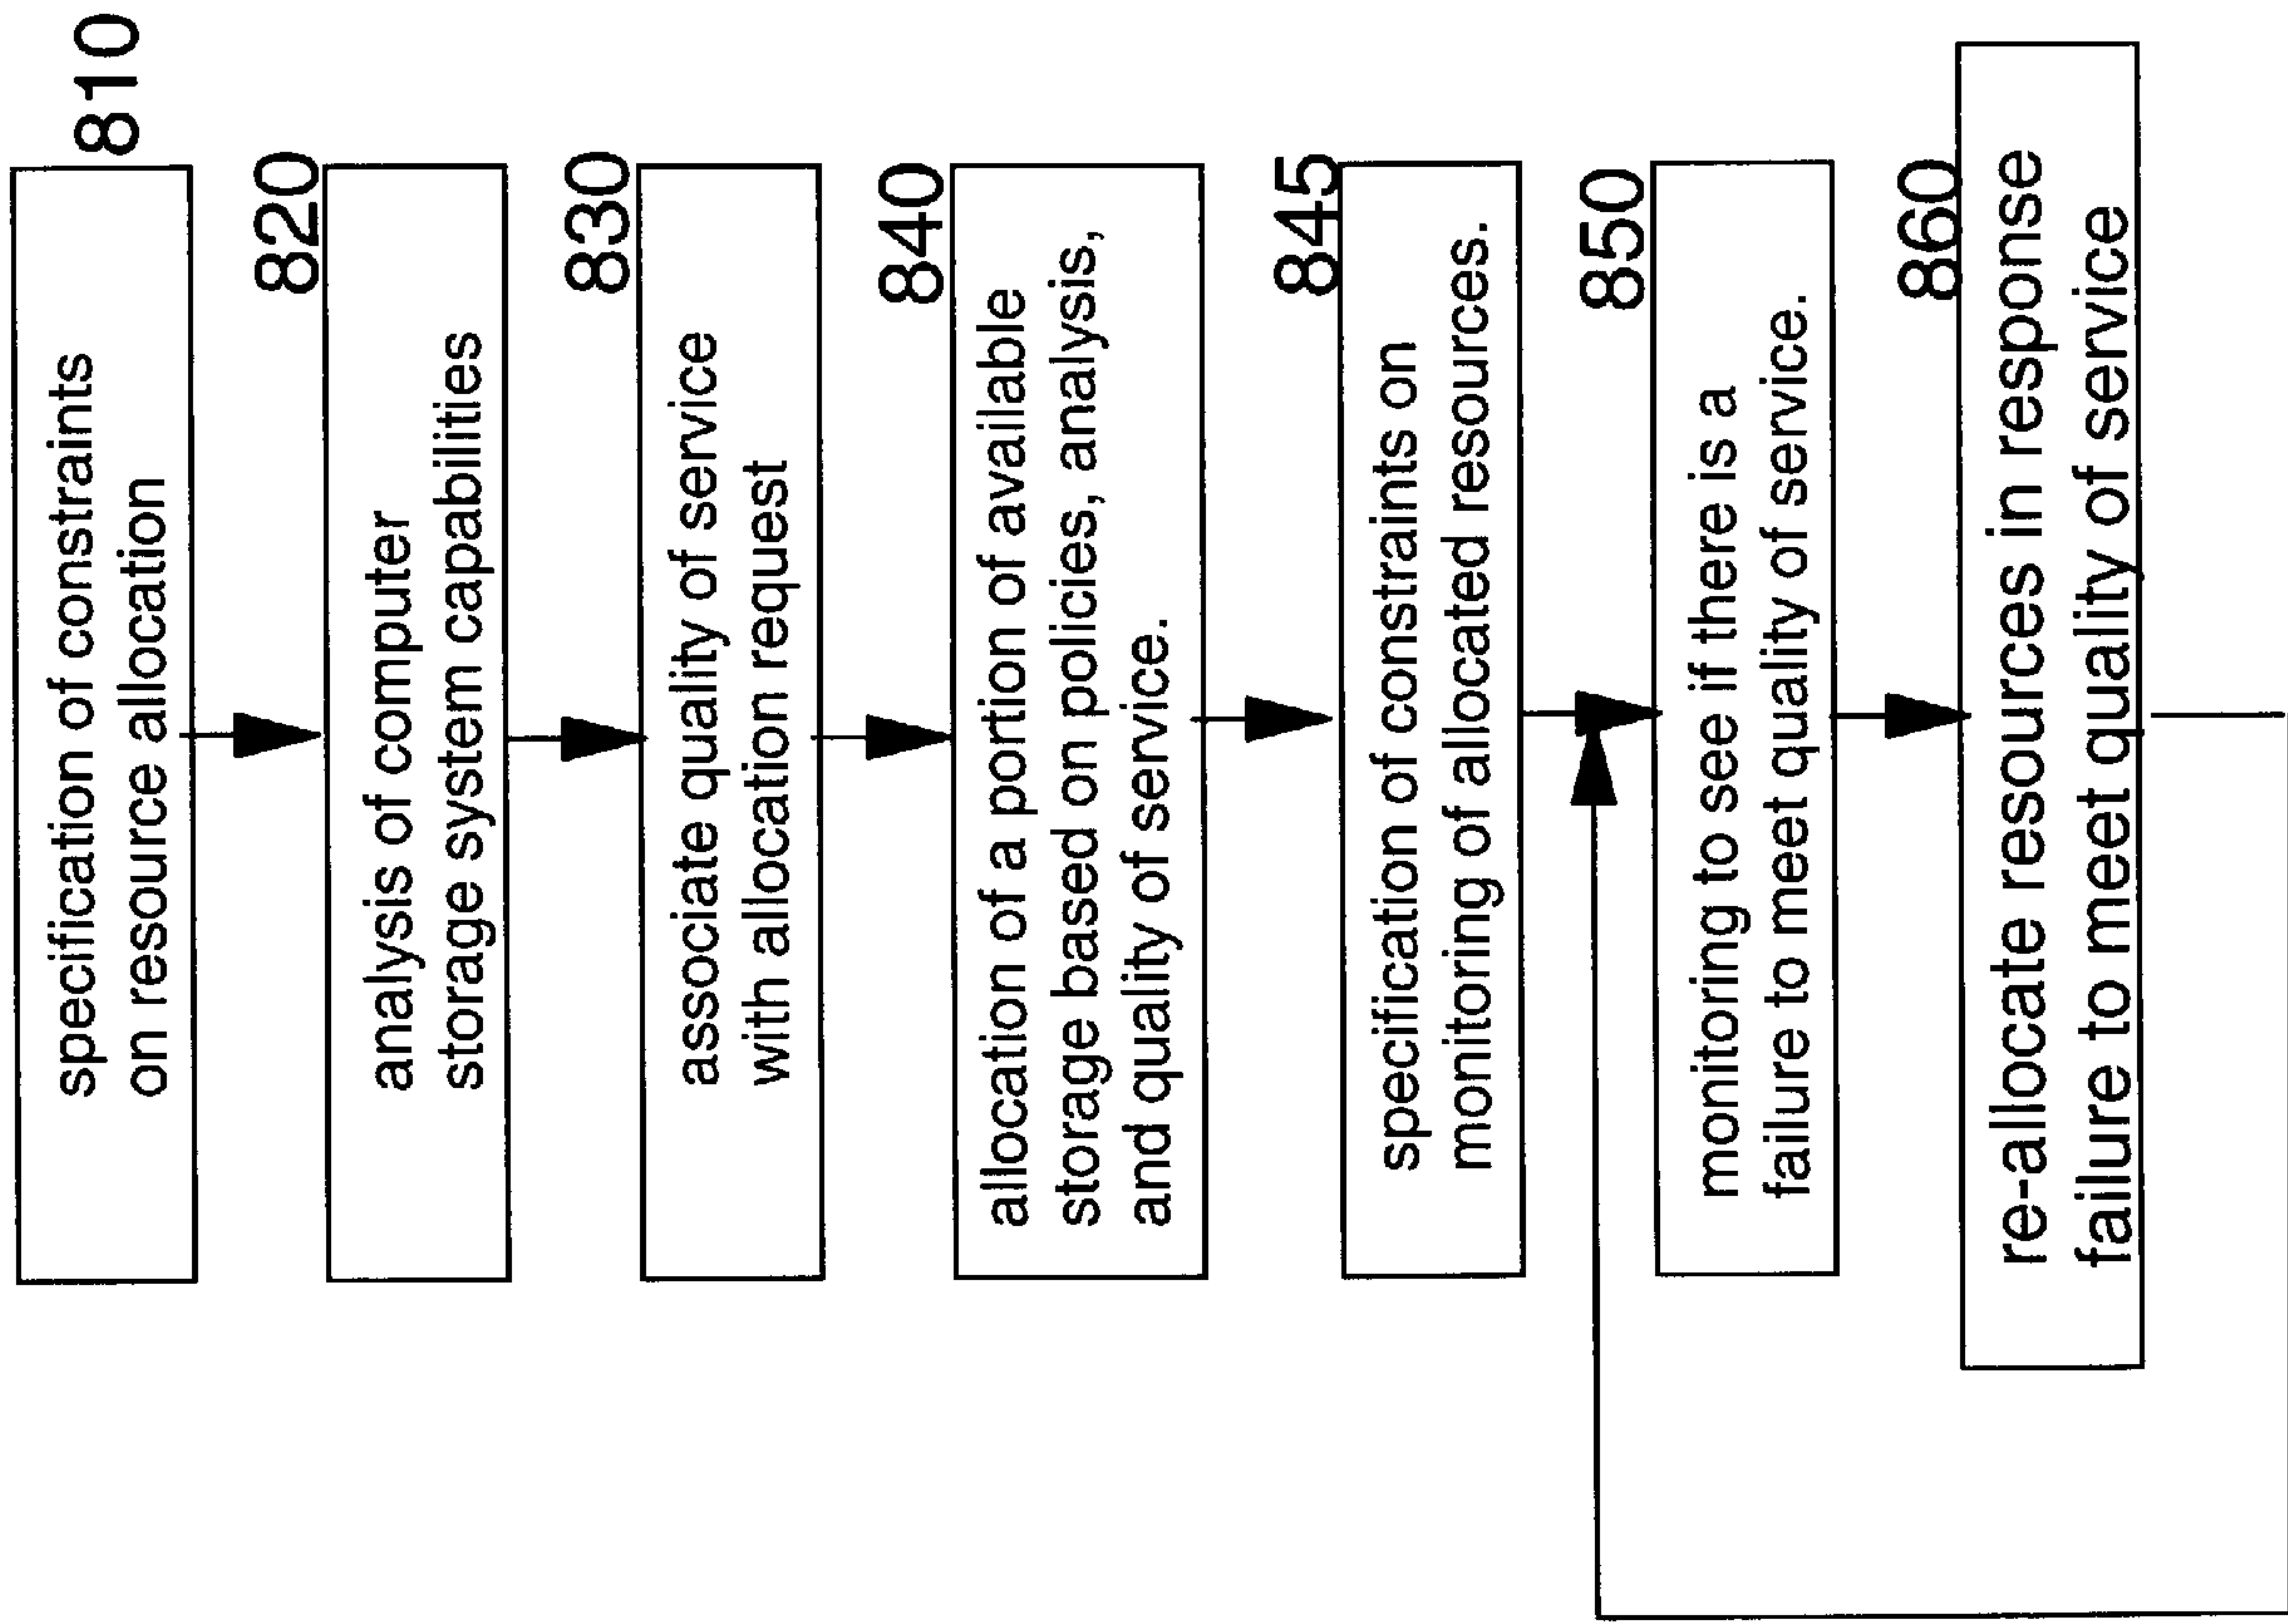 810
specification of constraints
on resource allocation
820
analysis of computer
storage system capabilities
830
associate quality of service
with allocation request
840
allocation of a portion of available
storage based on policies, analysis,
and quality of service.
845
specification of constraints on
monitoring of allocated resources.
850
monitoring to see if there is a
failure to meet quality of service.
860
re-allocate resources in response
failure to meet quality of service